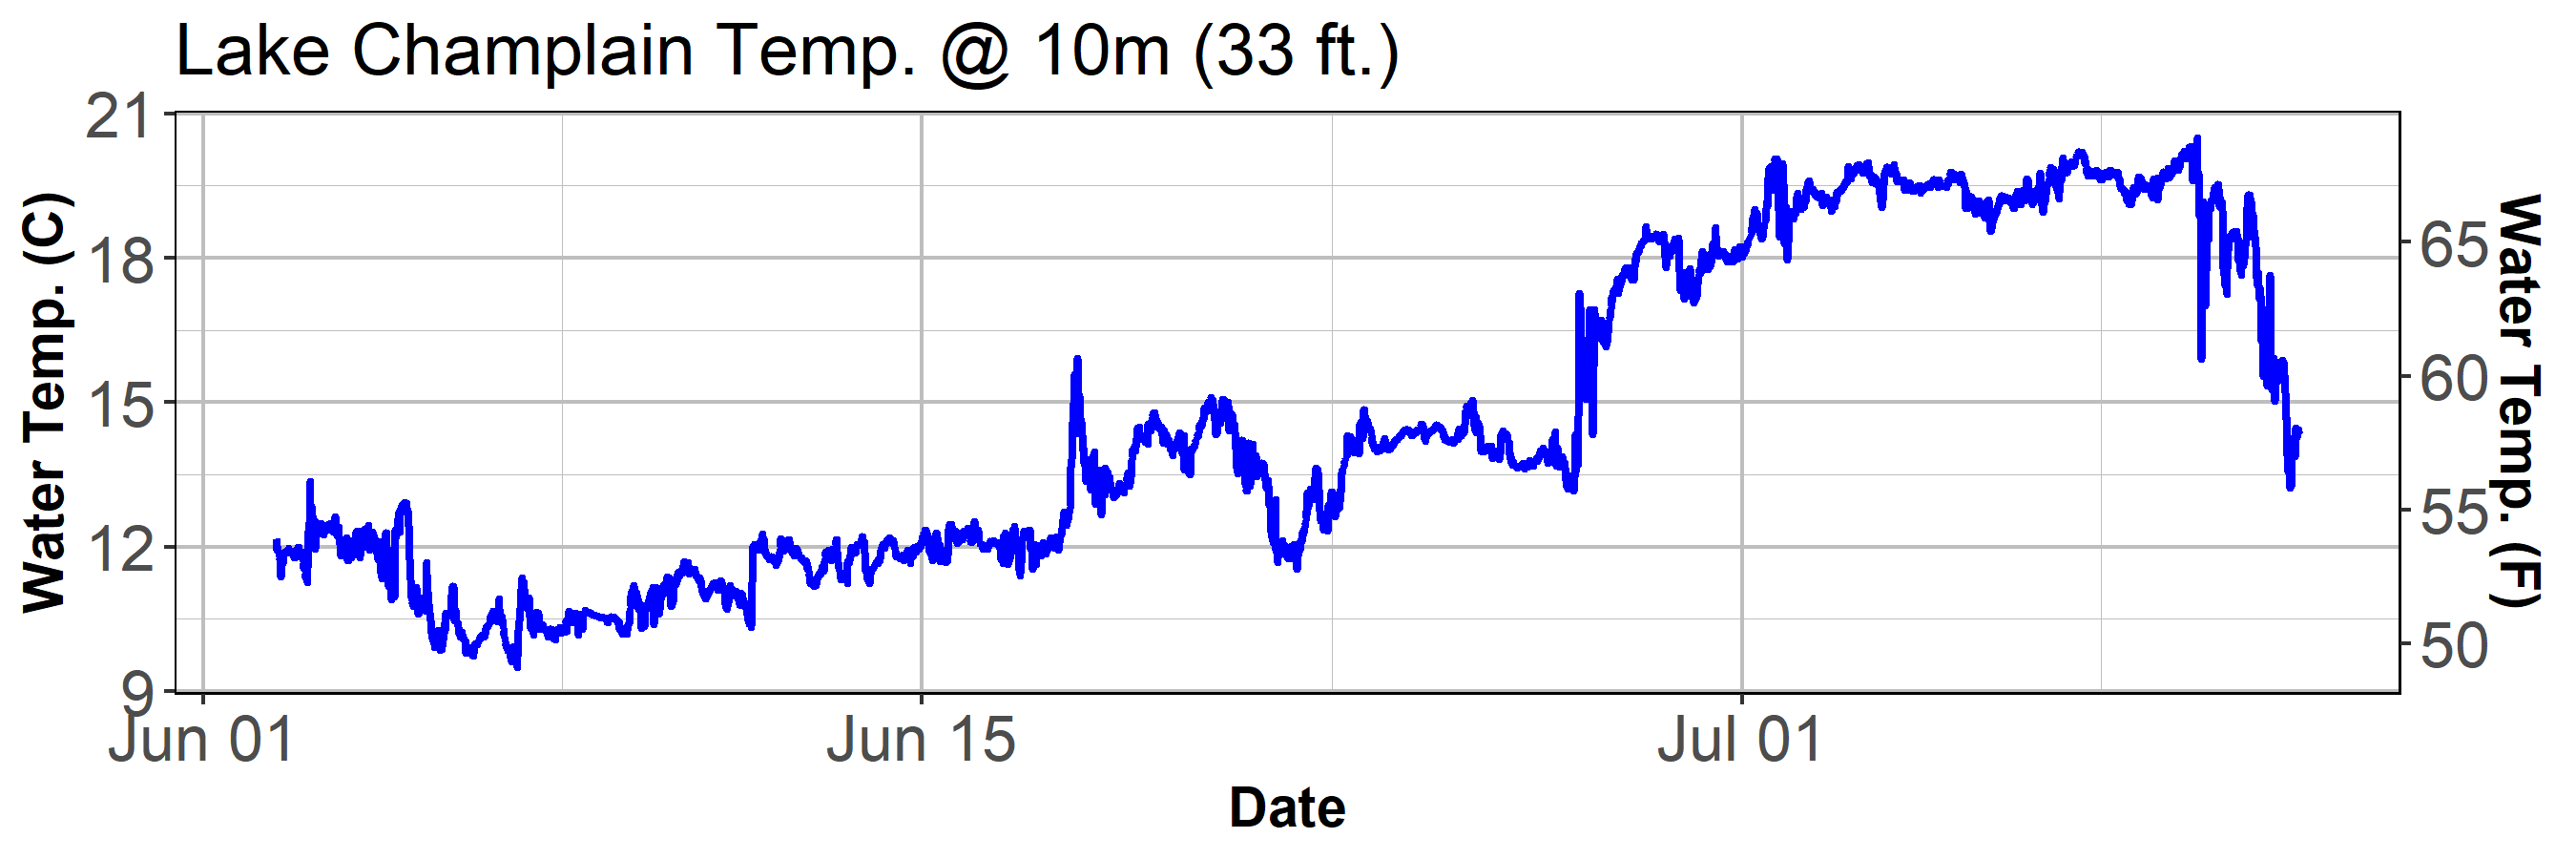 Lake Champlain Temp. @ 10m (33 ft.)
Water Temp. (C)
21
18
15
12
9
65
60
55
50
Water Temp. (F)
Jun 01
Jun 15
Jul 01
Date